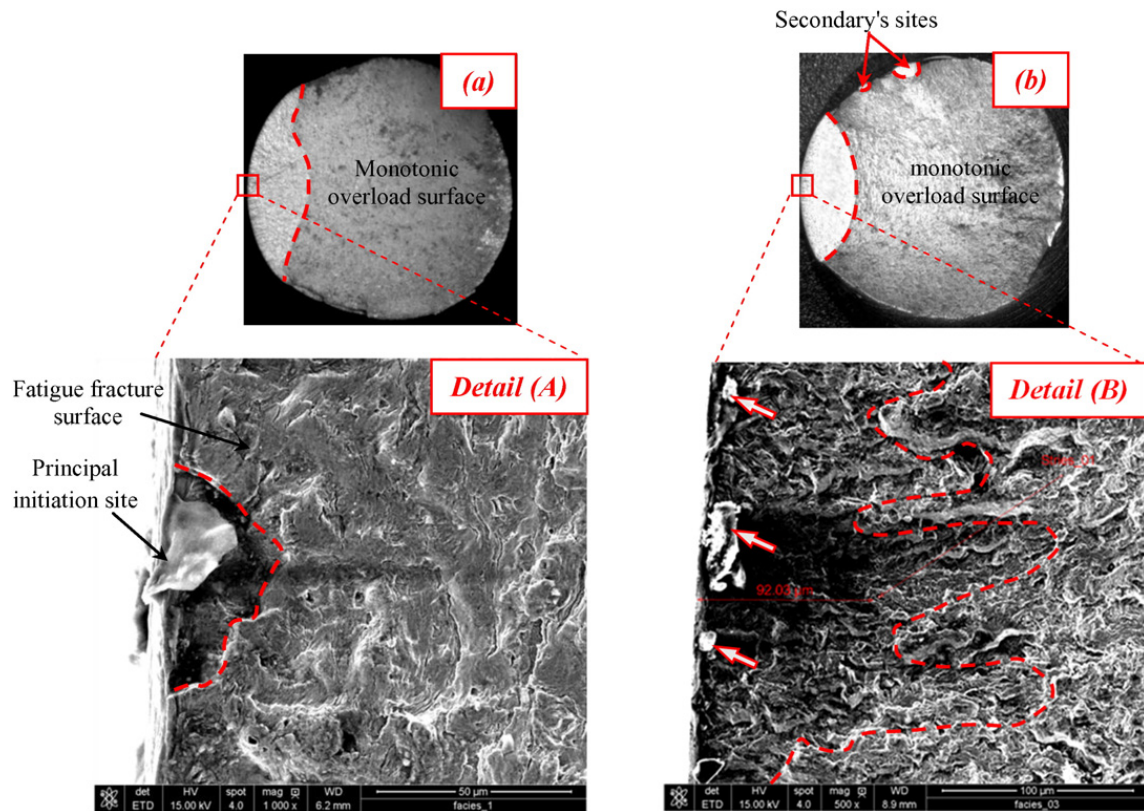 Secondary's sites
(a)
(b)
Monotonic
overload surface
monotonic
overload surface
Detail (A)
Fatigue fracture
surface
Principal
initiation site
Detail (B)
92.03 µm
det HV spot mag WD 50 µm
ETD 15.00 kV 4.0 1 000 x 6.2 mm facies_1
det HV spot mag WD 100 µm
ETD 15.00 kV 4.0 500 x 8.9 mm facies_03